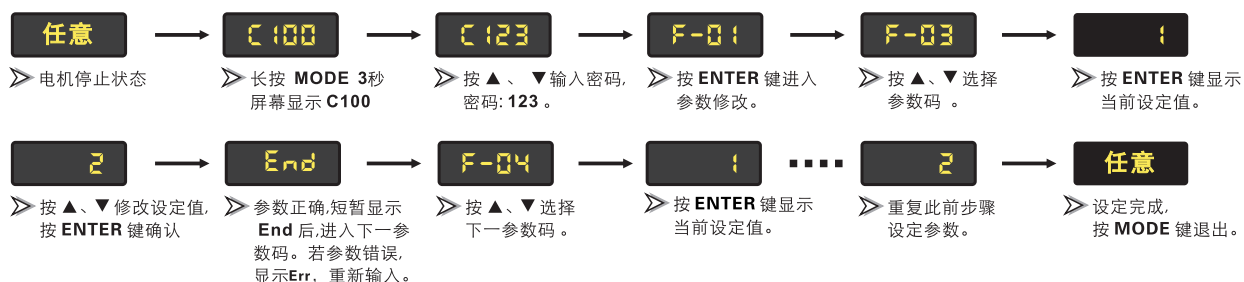 任意
C100
C123
F-01
F-03
1
电机停止状态
长按 MODE 3秒
屏幕显示 C100
按 ▲ 、 ▼输入密码,
密码: 123 。
按 ENTER 键进入
参数修改。
按 ▲、▼ 选择
参数码 。
按 ENTER 键显示
当前设定值。
2
End
F-04
1
2
任意
按 ▲、▼ 修改设定值,
按 ENTER 键确认
参数正确,短暂显示
End 后,进入下一参
数码。若参数错误,
显示Err，重新输入。
按 ▲、▼ 选择
下一参数码 。
按 ENTER 键显示
当前设定值。
重复此前步骤
设定参数。
设定完成,
按 MODE 键退出。